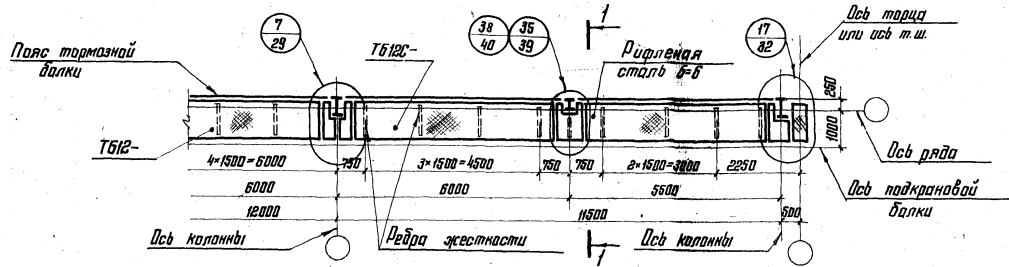 1
7
29
38
40
35
39
17
82
Ось торца
или ось т.ш.
Пояс тормозной
балки
ТБ12С-
Рифленая
сталь δ=6
250
1000
ТБ12-
Ось ряда
4×1500=6000
750
3×1500=4500
750
750
2×1500=3000
2250
6000
6000
5500
Ось подкрановой
балки
12000
11500
500
Ось колонны
Ребра жесткости
Ось колонны
1